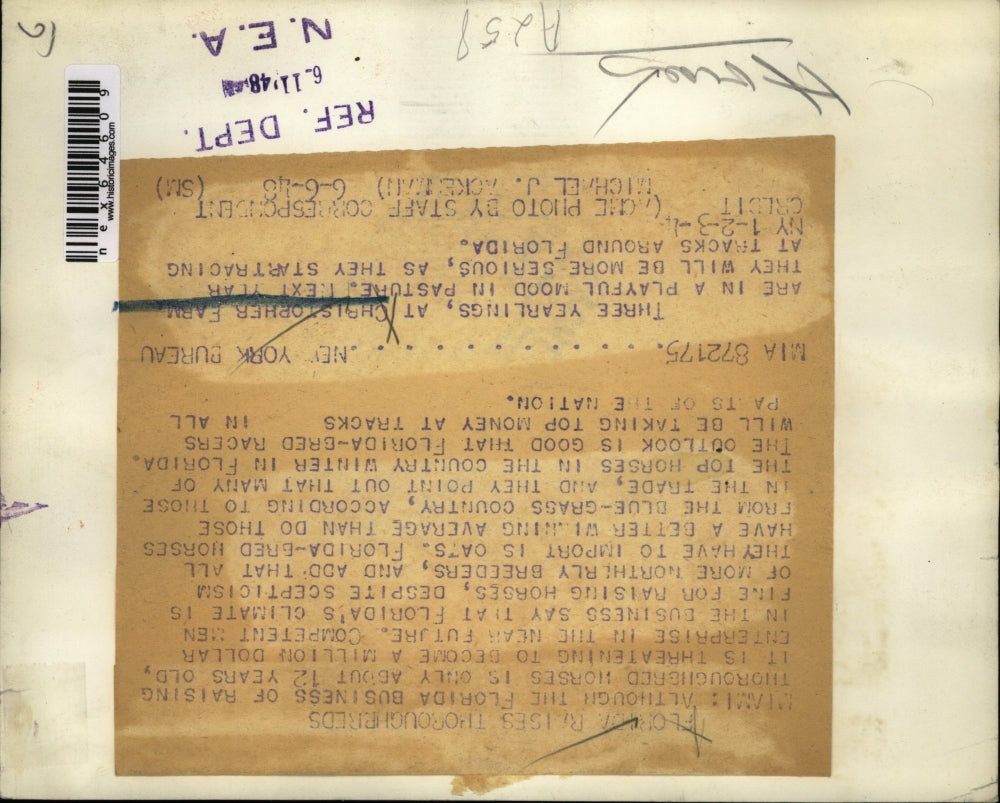 FLORIDA RAISES THOROUGHBREDS
MIAMI: ALTHOUGH THE FLORIDA BUSINESS OF RAISING
THOROUGHBRED HORSES IS ONLY ABOUT 12 YEARS OLD,
IT IS THREATENING TO BECOME A MILLION DOLLAR
ENTERPRISE IN THE NEAR FUTURE. COMPETENT MEN
IN THE BUSINESS SAY THAT FLORIDA'S CLIMATE IS
FINE FOR RAISING HORSES, DESPITE SCEPTICISM
OF MORE NORTHERLY BREEDERS, AND ADD THAT ALL
THEY HAVE TO IMPORT IS OATS. FLORIDA-BRED HORSES
HAVE A BETTER WINNING AVERAGE THAN DO THOSE
FROM THE BLUE-GRASS COUNTRY, ACCORDING TO THOSE
IN THE TRADE, AND THEY POINT OUT THAT MANY OF
THE TOP HORSES IN THE COUNTRY WINTER IN FLORIDA.
THE OUTLOOK IS GOOD THAT FLORIDA-BRED RACERS
WILL BE TAKING TOP MONEY AT TRACKS IN ALL
PARTS OF THE NATION.
MIA 872175. . . . . . . . . . . . . NEW YORK BUREAU
THREE YEARLINGS, AT CHRISTOPHER FARM
ARE IN A PLAYFUL MOOD IN PASTURE. NEXT YEAR
THEY WILL BE MORE SERIOUS, AS THEY STARTRACING
AT TRACKS AROUND FLORIDA.
NY 1-2-3-4
CREDIT (ACME PHOTO BY STAFF CORRESPONDENT
MICHAEL J. ACKERMAN) 6-6-48 (SM)
REF. DEPT.
6-11-48
N.E.A.
A258
nex64609
www.historicimages.com